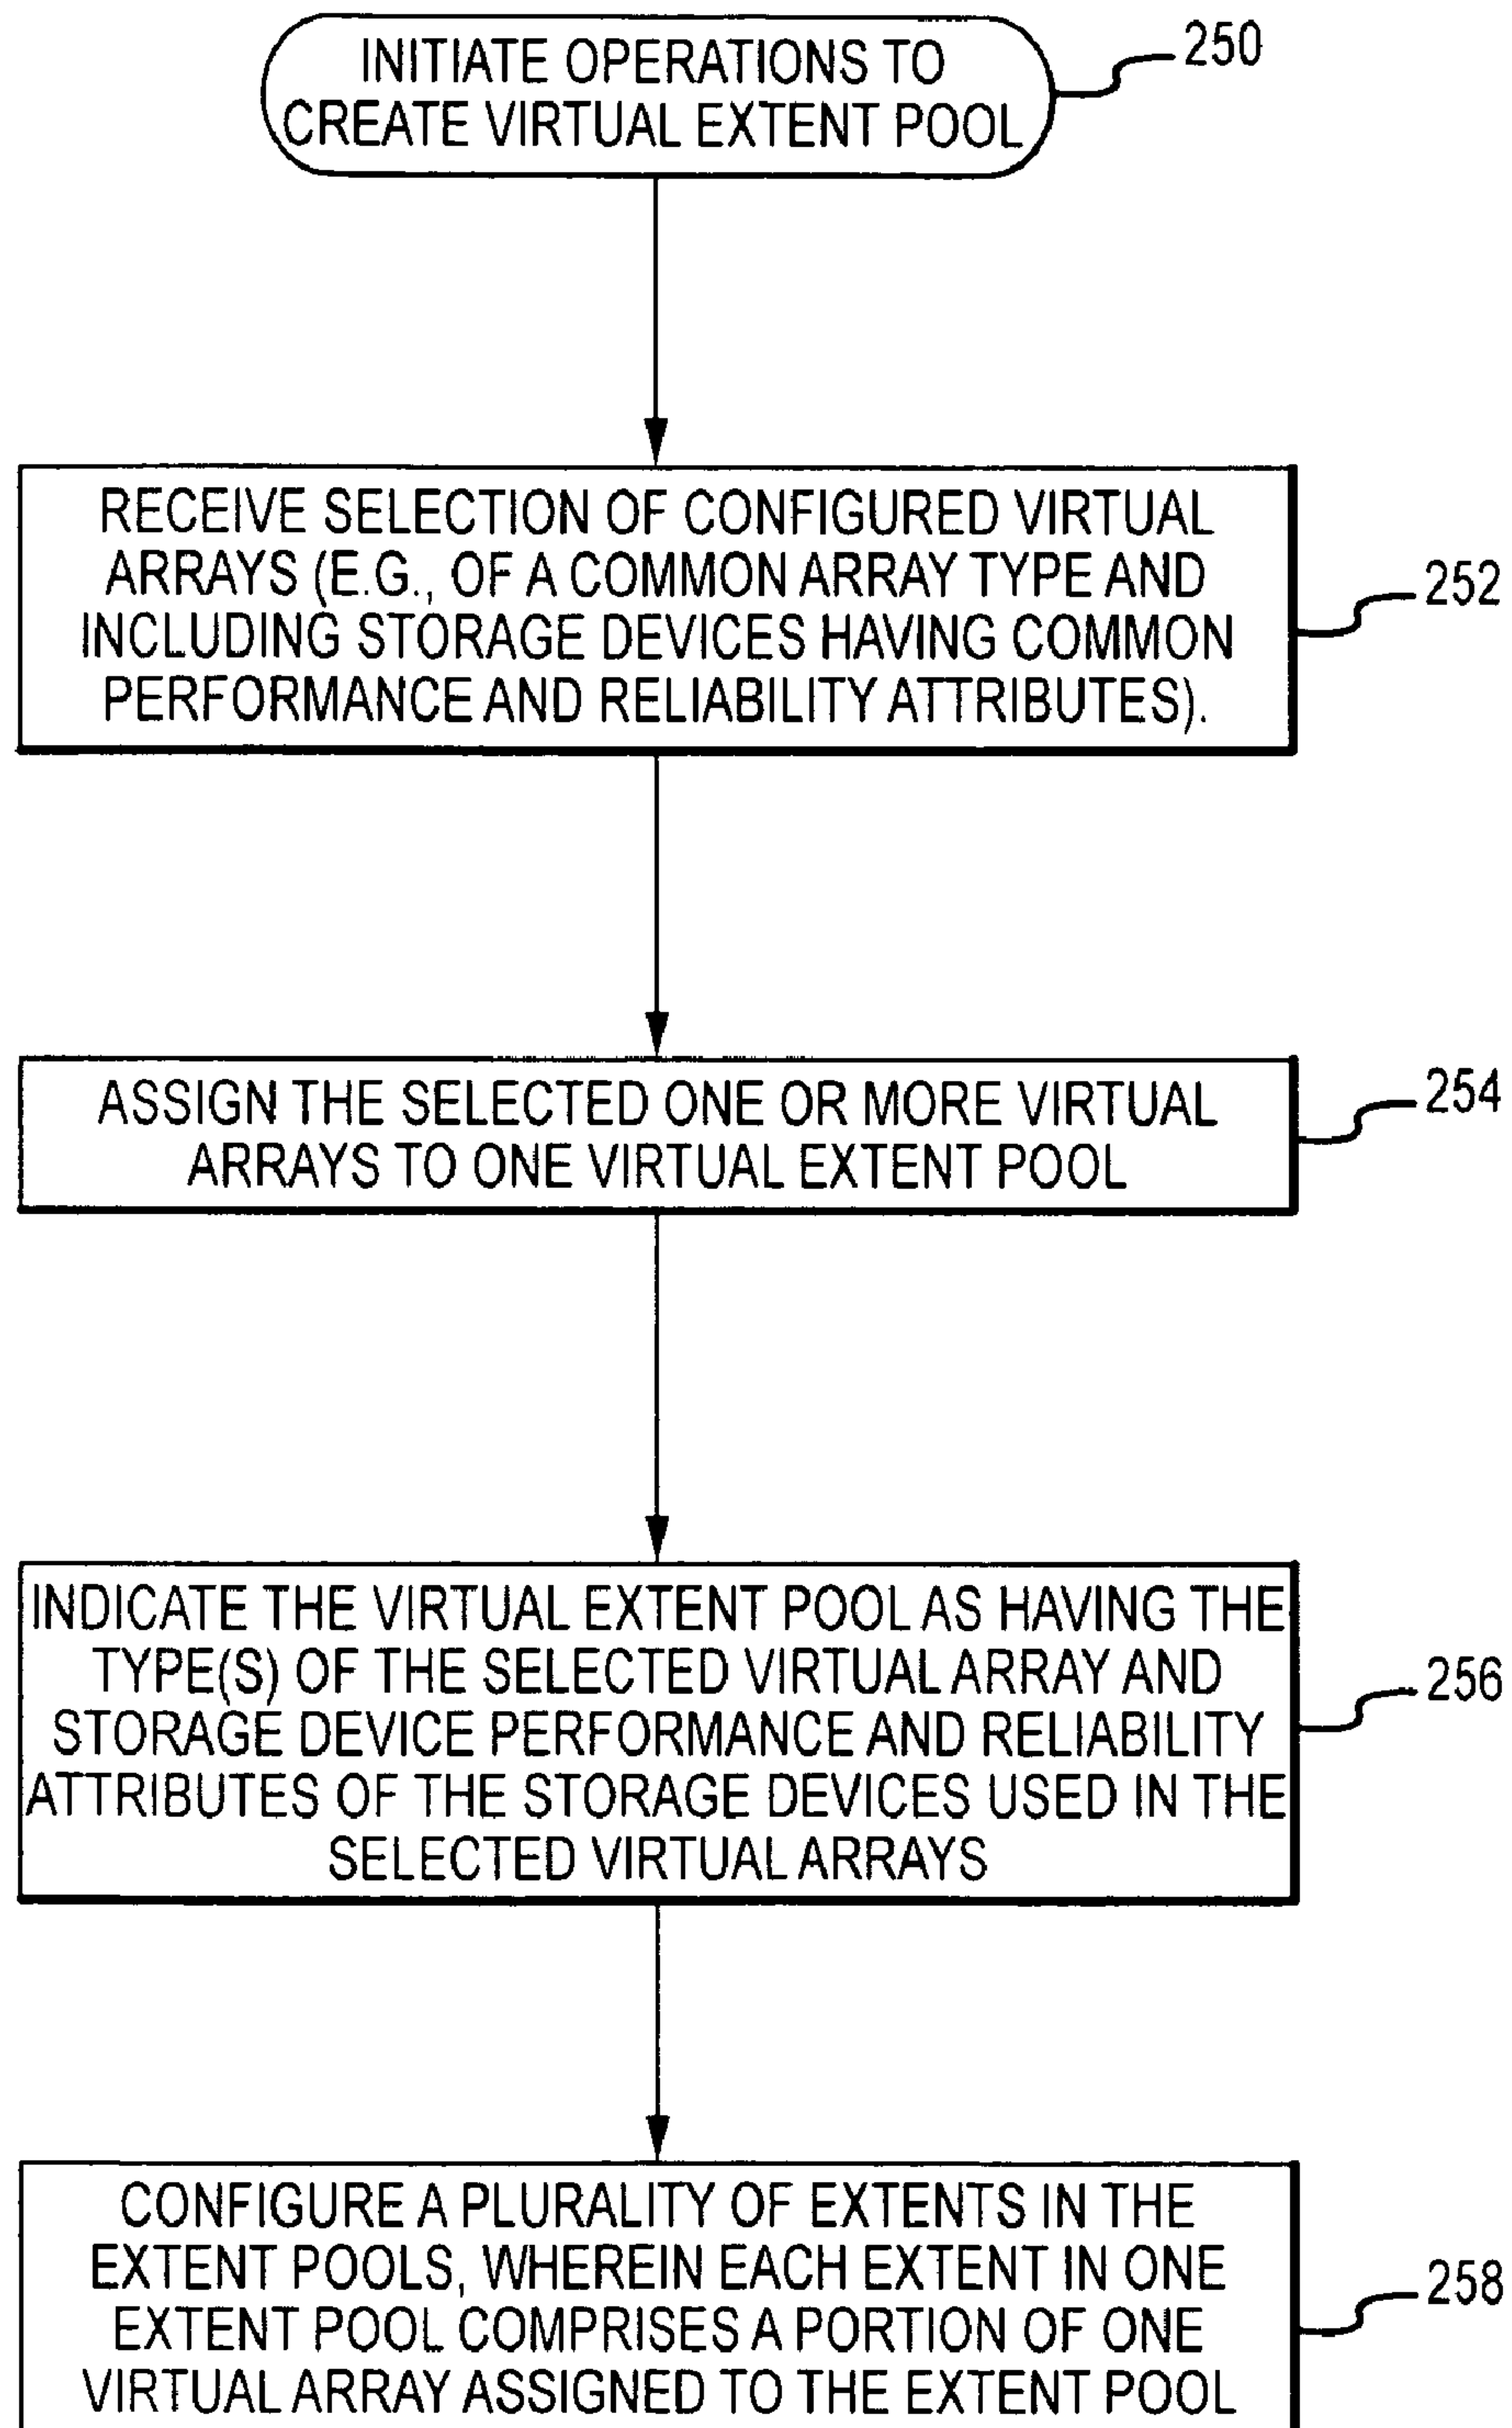 INITIATE OPERATIONS TO
CREATE VIRTUAL EXTENT POOL
250
RECEIVE SELECTION OF CONFIGURED VIRTUAL
ARRAYS (E.G., OF A COMMON ARRAY TYPE AND
INCLUDING STORAGE DEVICES HAVING COMMON
PERFORMANCE AND RELIABILITY ATTRIBUTES).
252
ASSIGN THE SELECTED ONE OR MORE VIRTUAL
ARRAYS TO ONE VIRTUAL EXTENT POOL
254
INDICATE THE VIRTUAL EXTENT POOL AS HAVING THE
TYPE(S) OF THE SELECTED VIRTUAL ARRAY AND
STORAGE DEVICE PERFORMANCE AND RELIABILITY
ATTRIBUTES OF THE STORAGE DEVICES USED IN THE
SELECTED VIRTUAL ARRAYS
256
CONFIGURE A PLURALITY OF EXTENTS IN THE
EXTENT POOLS, WHEREIN EACH EXTENT IN ONE
EXTENT POOL COMPRISES A PORTION OF ONE
VIRTUAL ARRAY ASSIGNED TO THE EXTENT POOL
258